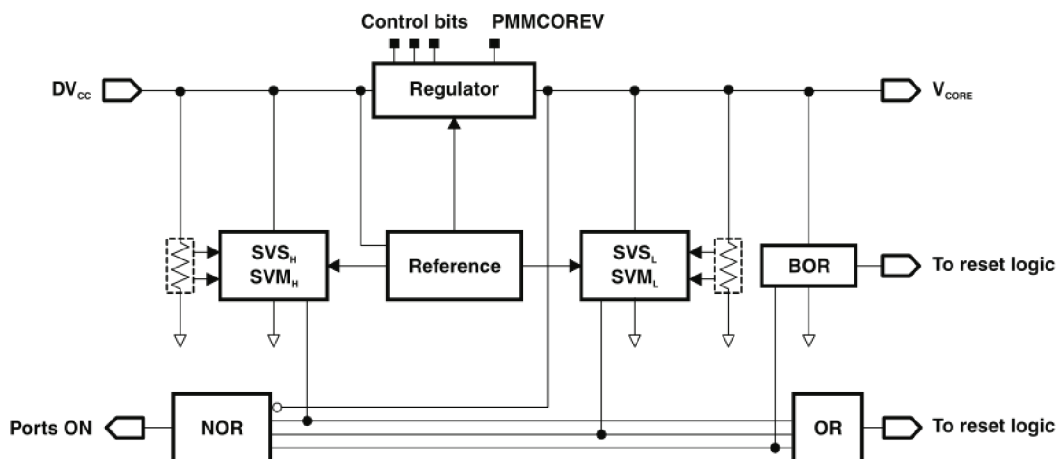 Control bits PMMCOREV
DVCC
Regulator
VCORE
SVSH
SVMH
Reference
SVSL
SVML
BOR
To reset logic
Ports ON
NOR
OR
To reset logic